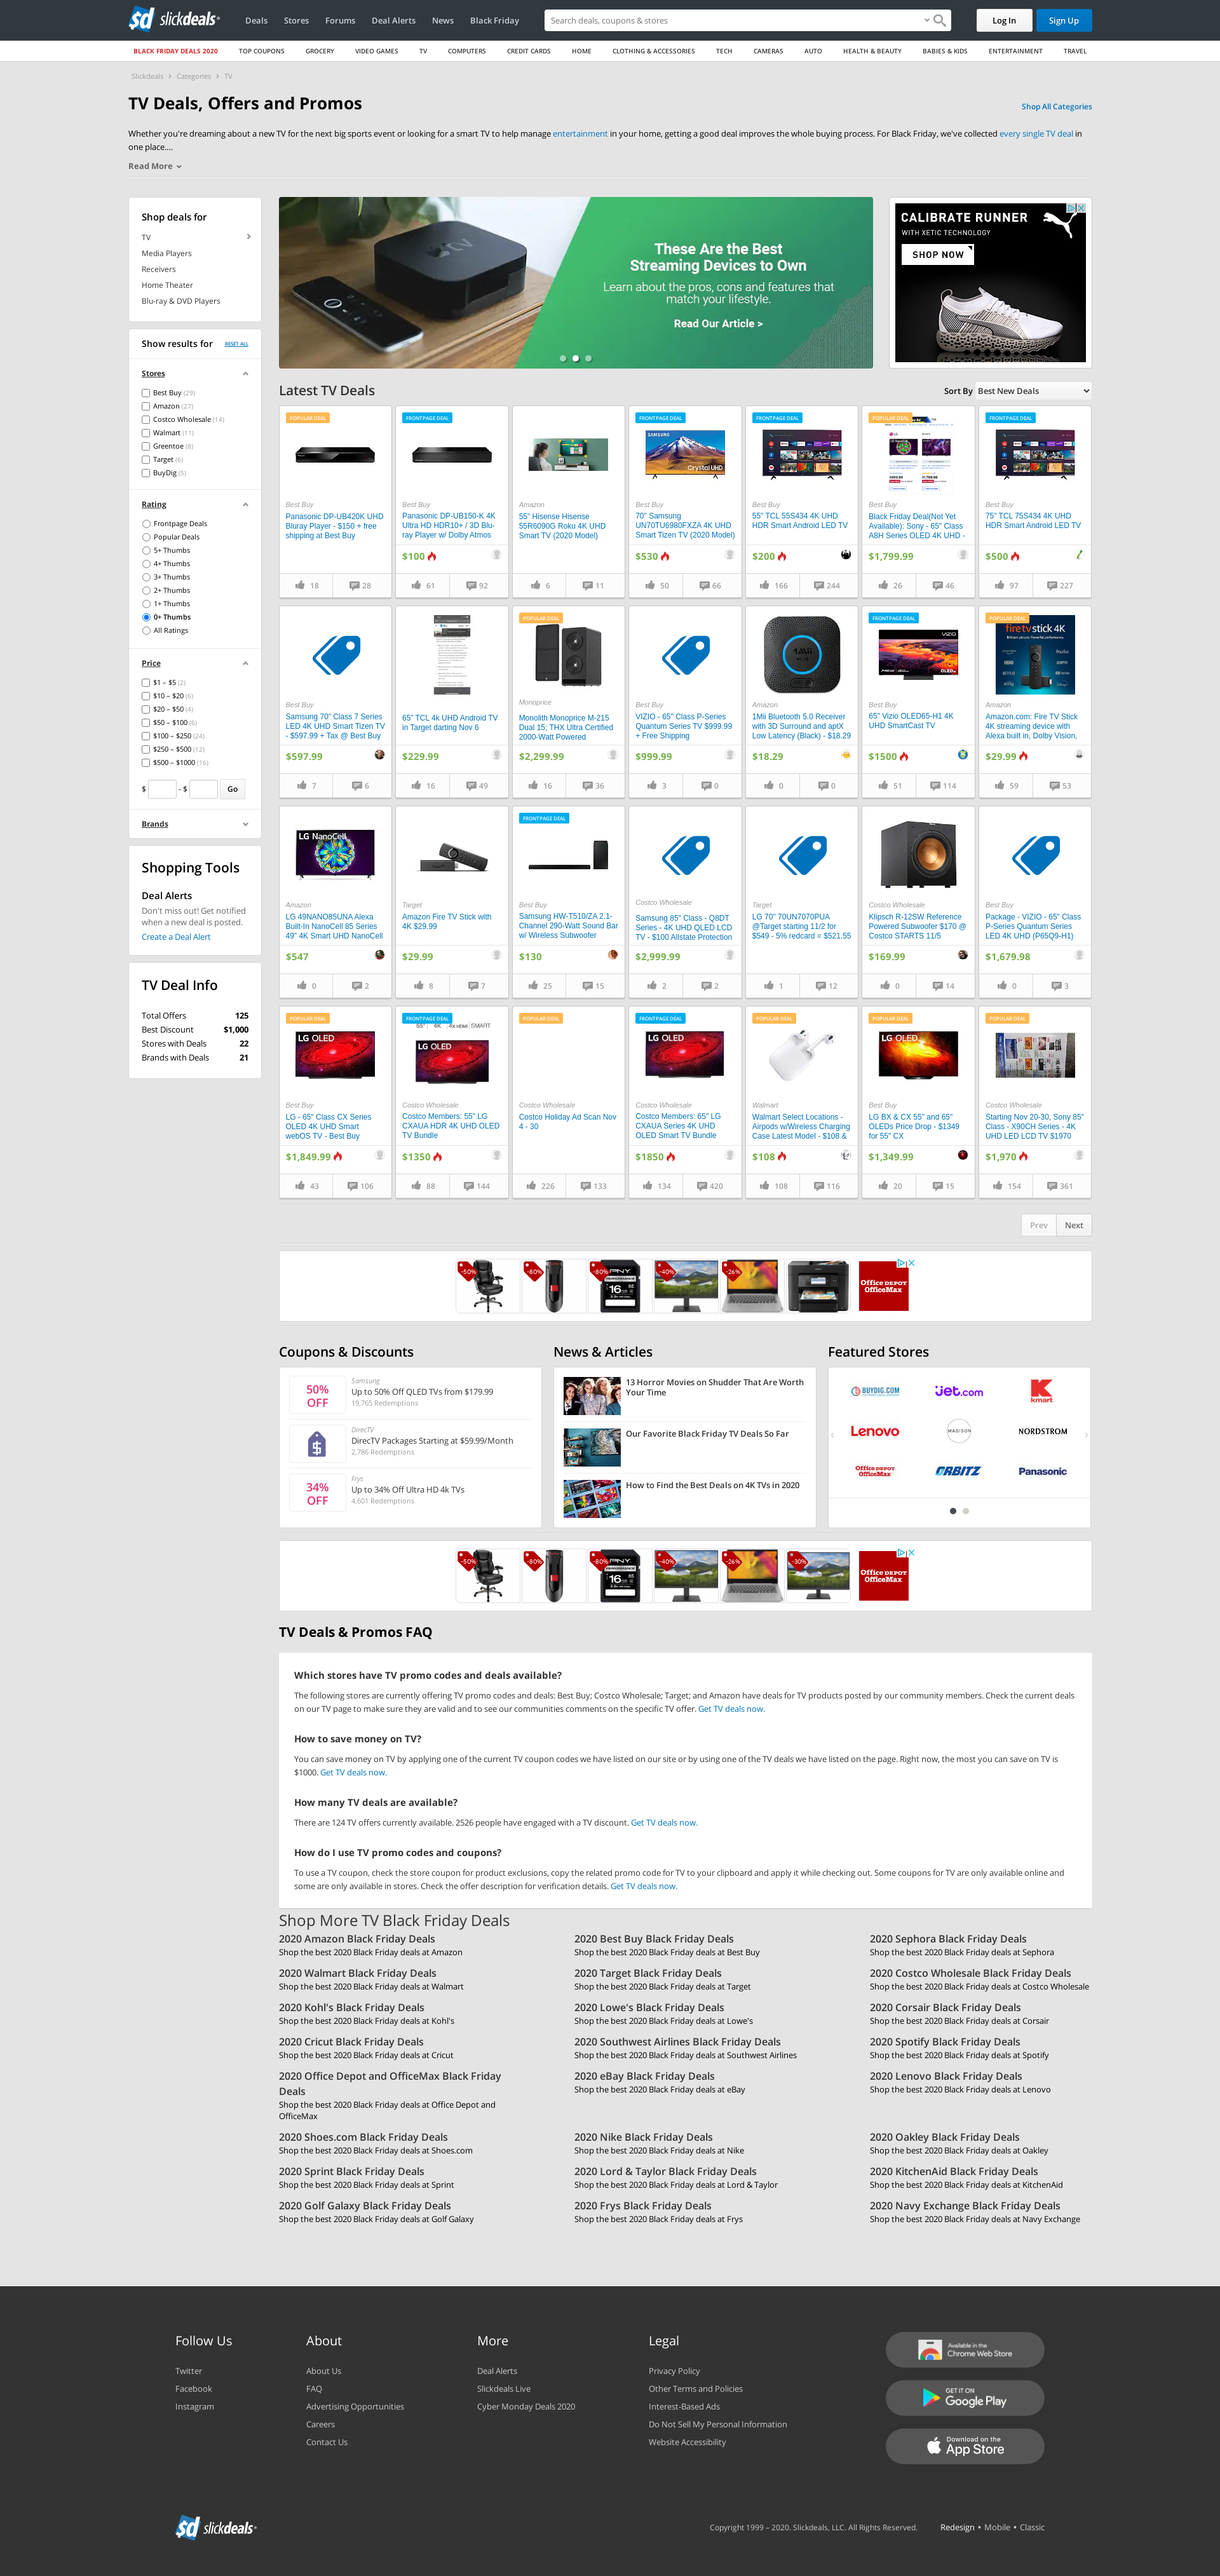 slickdeals
Deals
Stores
Forums
Deal Alerts
News
Black Friday
Search deals, coupons & stores
Log In
Sign Up
BLACK FRIDAY DEALS 2020
TOP COUPONS
GROCERY
VIDEO GAMES
TV
COMPUTERS
CREDIT CARDS
HOME
CLOTHING & ACCESSORIES
TECH
CAMERAS
AUTO
HEALTH & BEAUTY
BABIES & KIDS
ENTERTAINMENT
TRAVEL
Slickdeals > Categories > TV
TV Deals, Offers and Promos
Shop All Categories
Whether you're dreaming about a new TV for the next big sports event or looking for a smart TV to help manage entertainment in your home, getting a good deal improves the whole buying process. For Black Friday, we've collected every single TV deal in
one place....
Read More
Shop deals for
TV
Media Players
Receivers
Home Theater
Blu-ray & DVD Players
Show results for
RESET ALL
Stores
Best Buy (29)
Amazon (27)
Costco Wholesale (14)
Walmart (11)
Greentoe (8)
Target (6)
BuyDig (5)
Rating
Frontpage Deals
Popular Deals
5+ Thumbs
4+ Thumbs
3+ Thumbs
2+ Thumbs
1+ Thumbs
0+ Thumbs
All Ratings
Price
$1 – $5 (2)
$10 – $20 (6)
$20 – $50 (4)
$50 – $100 (6)
$100 – $250 (24)
$250 – $500 (12)
$500 – $1000 (16)
$ - $ Go
Brands
Shopping Tools
Deal Alerts
Don't miss out! Get notified
when a new deal is posted.
Create a Deal Alert
TV Deal Info
Total Offers 125
Best Discount $1,000
Stores with Deals 22
Brands with Deals 21
These Are the Best
Streaming Devices to Own
Learn about the pros, cons and features that
match your lifestyle.
Read Our Article >
CALIBRATE RUNNER
WITH XETIC TECHNOLOGY
SHOP NOW
Latest TV Deals
Sort By Best New Deals
POPULAR DEAL
Best Buy
Panasonic DP-UB420K UHD
Bluray Player - $150 + free
shipping at Best Buy
18 28
FRONTPAGE DEAL
Best Buy
Panasonic DP-UB150-K 4K
Ultra HD HDR10+ / 3D Blu-
ray Player w/ Dolby Atmos
$100
61 92
Amazon
55" Hisense Hisense
55R6090G Roku 4K UHD
Smart TV (2020 Model)
6 11
FRONTPAGE DEAL
SAMSUNG
Crystal UHD
Best Buy
70" Samsung
UN70TU6980FXZA 4K UHD
Smart Tizen TV (2020 Model)
$530
50 66
FRONTPAGE DEAL
Best Buy
55" TCL 55S434 4K UHD
HDR Smart Android LED TV
$200
166 244
POPULAR DEAL
Best Buy
Black Friday Deal(Not Yet
Available): Sony - 65" Class
A8H Series OLED 4K UHD -
$1,799.99
26 46
FRONTPAGE DEAL
Best Buy
75" TCL 75S434 4K UHD
HDR Smart Android LED TV
$500
97 227
Best Buy
Samsung 70" Class 7 Series
LED 4K UHD Smart Tizen TV
- $597.99 + Tax @ Best Buy
$597.99
7 6
65" TCL 4k UHD Android TV
in Target darting Nov 6
$229.99
16 49
POPULAR DEAL
Monoprice
Monolith Monoprice M-215
Dual 15; THX Ultra Certified
2000-Watt Powered
$2,299.99
16 36
Best Buy
VIZIO - 65" Class P-Series
Quantum Series TV $999.99
+ Free Shipping
$999.99
3 0
1Mii
Amazon
1Mii Bluetooth 5.0 Receiver
with 3D Surround and aptX
Low Latency (Black) - $18.29
$18.29
0 0
FRONTPAGE DEAL
VIZIO
Best Buy
65" Vizio OLED65-H1 4K
UHD SmartCast TV
$1500
51 114
POPULAR DEAL
firetvstick 4K
Amazon
Amazon.com: Fire TV Stick
4K streaming device with
Alexa built in, Dolby Vision,
$29.99
59 53
LG NanoCell
Amazon
LG 49NANO85UNA Alexa
Built-In NanoCell 85 Series
49" 4K Smart UHD NanoCell
$547
0 2
Target
Amazon Fire TV Stick with
4K $29.99
$29.99
8 7
FRONTPAGE DEAL
Best Buy
Samsung HW-T510/ZA 2.1-
Channel 290-Watt Sound Bar
w/ Wireless Subwoofer
$130
25 15
Costco Wholesale
Samsung 85" Class - Q8DT
Series - 4K UHD QLED LCD
TV - $100 Allstate Protection
$2,999.99
2 2
Target
LG 70" 70UN7070PUA
@Target starting 11/2 for
$549 - 5% redcard = $521.55
1 12
Costco Wholesale
Klipsch R-12SW Reference
Powered Subwoofer $170 @
Costco STARTS 11/5
$169.99
0 14
Best Buy
Package - VIZIO - 65" Class
P-Series Quantum Series
LED 4K UHD (P65Q9-H1)
$1,679.98
0 3
POPULAR DEAL
LG OLED
Best Buy
LG - 65" Class CX Series
OLED 4K UHD Smart
webOS TV - Best Buy
$1,849.99
43 106
FRONTPAGE DEAL
55" 4K 4x HDMI SMART
LG OLED
Costco Wholesale
Costco Members: 55" LG
CXAUA HDR 4K UHD OLED
TV Bundle
$1350
88 144
POPULAR DEAL
Costco Wholesale
Costco Holiday Ad Scan Nov
4 - 30
226 133
FRONTPAGE DEAL
LG OLED
Costco Wholesale
Costco Members: 65" LG
CXAUA Series 4K UHD
OLED Smart TV Bundle
$1850
134 420
POPULAR DEAL
Walmart
Walmart Select Locations -
Airpods w/Wireless Charging
Case Latest Model - $108 &
$108
108 116
POPULAR DEAL
LG OLED
Best Buy
LG BX & CX 55" and 65"
OLEDs Price Drop - $1349
for 55" CX
$1,349.99
20 15
POPULAR DEAL
Costco Wholesale
Starting Nov 20-30, Sony 85"
Class - X90CH Series - 4K
UHD LED LCD TV $1970
$1,970
154 361
Prev Next
-50%
-80%
-80%
PNY
16
-40%
-26%
Office DEPOT
OfficeMax
Coupons & Discounts
50%
OFF
Samsung
Up to 50% Off QLED TVs from $179.99
19,765 Redemptions
DirecTV
DirecTV Packages Starting at $59.99/Month
2,786 Redemptions
34%
OFF
Frys
Up to 34% Off Ultra HD 4k TVs
4,601 Redemptions
News & Articles
13 Horror Movies on Shudder That Are Worth
Your Time
Our Favorite Black Friday TV Deals So Far
How to Find the Best Deals on 4K TVs in 2020
Featured Stores
BUYDIG.COM
jet.com
kmart
Lenovo
MADISON
NORDSTROM
Office DEPOT
OfficeMax
ORBITZ
Panasonic
-50%
-80%
-80%
PNY
16
-40%
-26%
-30%
Office DEPOT
OfficeMax
TV Deals & Promos FAQ
Which stores have TV promo codes and deals available?
The following stores are currently offering TV promo codes and deals: Best Buy; Costco Wholesale; Target; and Amazon have deals for TV products posted by our community members. Check the current deals
on our TV page to make sure they are valid and to see our communities comments on the specific TV offer. Get TV deals now.
How to save money on TV?
You can save money on TV by applying one of the current TV coupon codes we have listed on our site or by using one of the TV deals we have listed on the page. Right now, the most you can save on TV is
$1000. Get TV deals now.
How many TV deals are available?
There are 124 TV offers currently available. 2526 people have engaged with a TV discount. Get TV deals now.
How do I use TV promo codes and coupons?
To use a TV coupon, check the store coupon for product exclusions, copy the related promo code for TV to your clipboard and apply it while checking out. Some coupons for TV are only available online and
some are only available in stores. Check the offer description for verification details. Get TV deals now.
Shop More TV Black Friday Deals
2020 Amazon Black Friday Deals
Shop the best 2020 Black Friday deals at Amazon
2020 Best Buy Black Friday Deals
Shop the best 2020 Black Friday deals at Best Buy
2020 Sephora Black Friday Deals
Shop the best 2020 Black Friday deals at Sephora
2020 Walmart Black Friday Deals
Shop the best 2020 Black Friday deals at Walmart
2020 Target Black Friday Deals
Shop the best 2020 Black Friday deals at Target
2020 Costco Wholesale Black Friday Deals
Shop the best 2020 Black Friday deals at Costco Wholesale
2020 Kohl's Black Friday Deals
Shop the best 2020 Black Friday deals at Kohl's
2020 Lowe's Black Friday Deals
Shop the best 2020 Black Friday deals at Lowe's
2020 Corsair Black Friday Deals
Shop the best 2020 Black Friday deals at Corsair
2020 Cricut Black Friday Deals
Shop the best 2020 Black Friday deals at Cricut
2020 Southwest Airlines Black Friday Deals
Shop the best 2020 Black Friday deals at Southwest Airlines
2020 Spotify Black Friday Deals
Shop the best 2020 Black Friday deals at Spotify
2020 Office Depot and OfficeMax Black Friday
Deals
Shop the best 2020 Black Friday deals at Office Depot and
OfficeMax
2020 eBay Black Friday Deals
Shop the best 2020 Black Friday deals at eBay
2020 Lenovo Black Friday Deals
Shop the best 2020 Black Friday deals at Lenovo
2020 Shoes.com Black Friday Deals
Shop the best 2020 Black Friday deals at Shoes.com
2020 Nike Black Friday Deals
Shop the best 2020 Black Friday deals at Nike
2020 Oakley Black Friday Deals
Shop the best 2020 Black Friday deals at Oakley
2020 Sprint Black Friday Deals
Shop the best 2020 Black Friday deals at Sprint
2020 Lord & Taylor Black Friday Deals
Shop the best 2020 Black Friday deals at Lord & Taylor
2020 KitchenAid Black Friday Deals
Shop the best 2020 Black Friday deals at KitchenAid
2020 Golf Galaxy Black Friday Deals
Shop the best 2020 Black Friday deals at Golf Galaxy
2020 Frys Black Friday Deals
Shop the best 2020 Black Friday deals at Frys
2020 Navy Exchange Black Friday Deals
Shop the best 2020 Black Friday deals at Navy Exchange
Follow Us
Twitter
Facebook
Instagram
About
About Us
FAQ
Advertising Opportunities
Careers
Contact Us
More
Deal Alerts
Slickdeals Live
Cyber Monday Deals 2020
Legal
Privacy Policy
Other Terms and Policies
Interest-Based Ads
Do Not Sell My Personal Information
Website Accessibility
Available in the
Chrome Web Store
GET IT ON
Google Play
Download on the
App Store
slickdeals
Copyright 1999 – 2020. Slickdeals, LLC. All Rights Reserved.
Redesign • Mobile • Classic